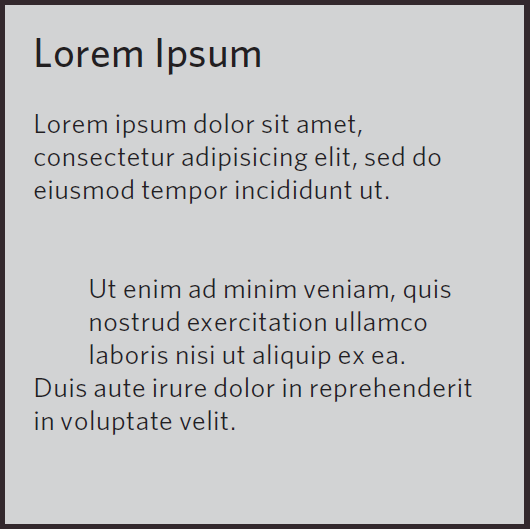 Lorem Ipsum
Lorem ipsum dolor sit amet,
consectetur adipisicing elit, sed do
eiusmod tempor incididunt ut.
Ut enim ad minim veniam, quis
nostrud exercitation ullamco
laboris nisi ut aliquip ex ea.
Duis aute irure dolor in reprehenderit
in voluptate velit.